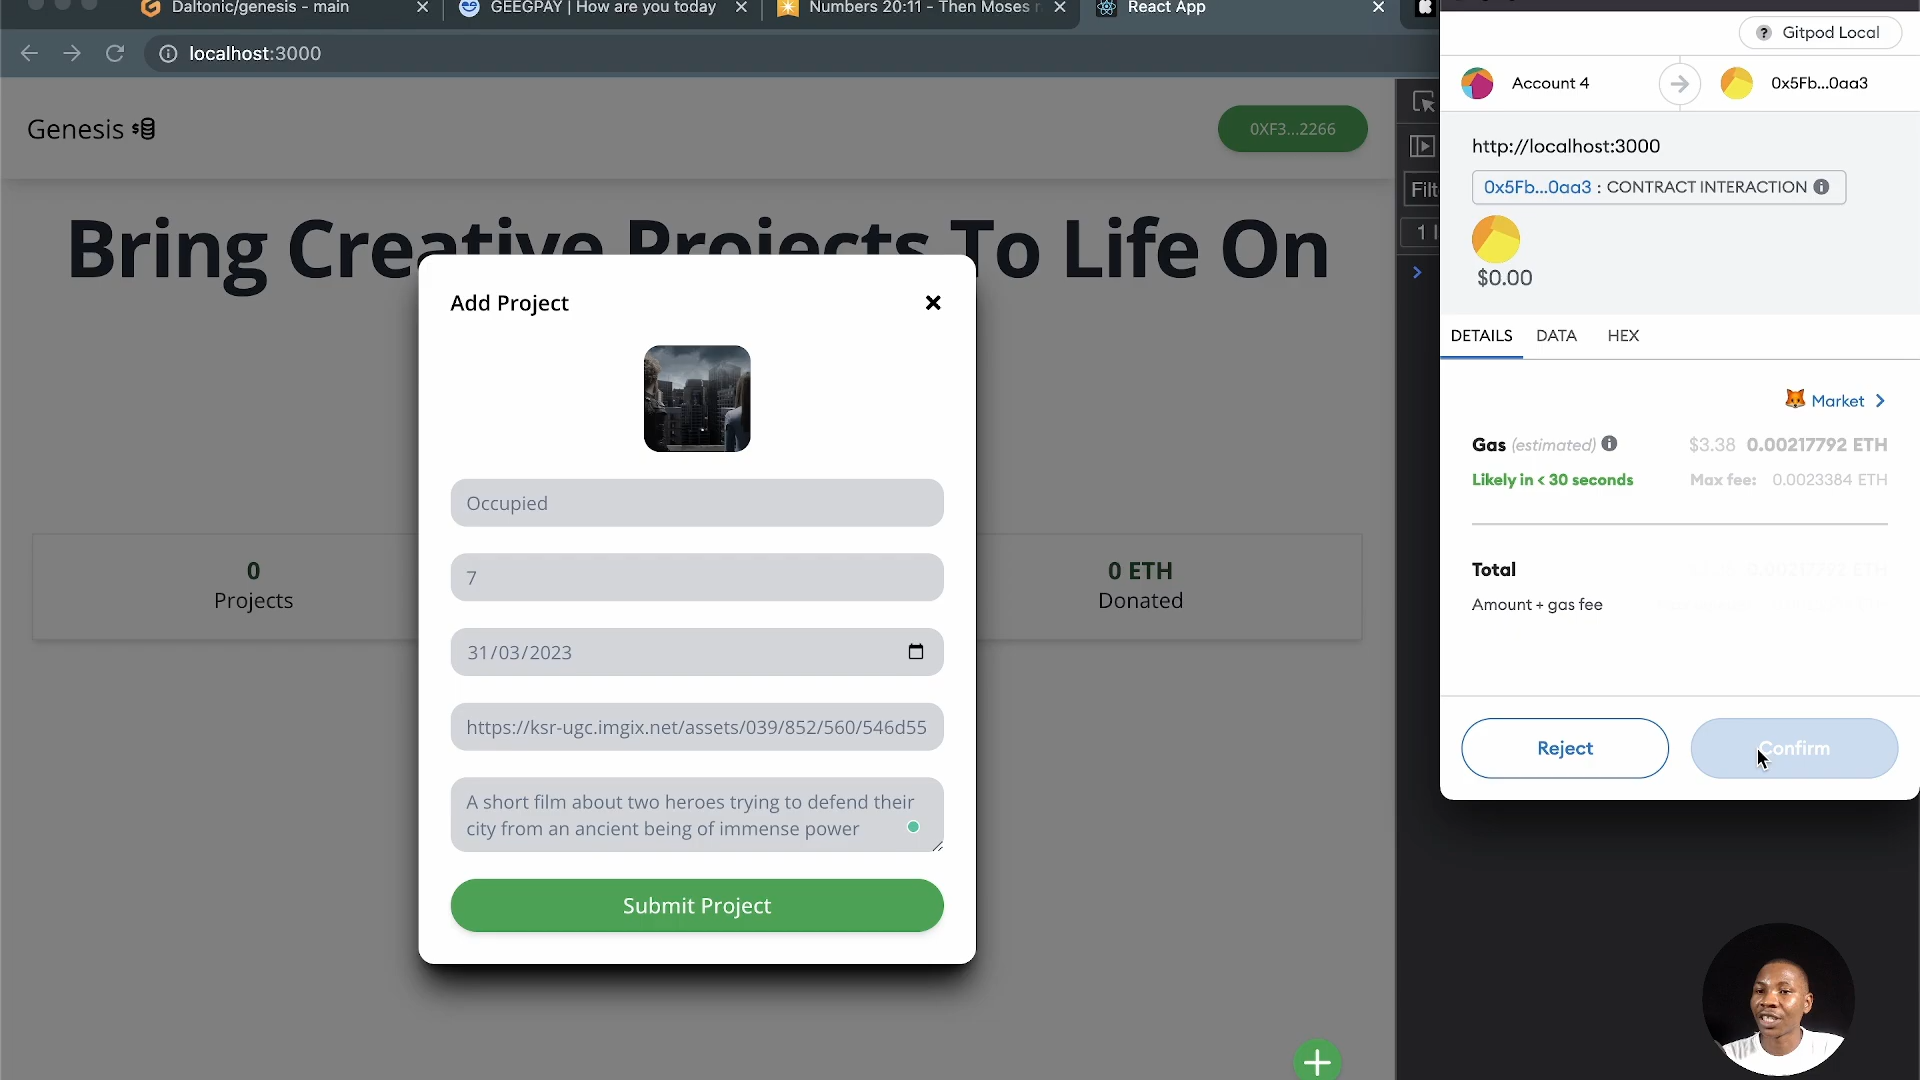 Daltonic/genesis - main
GEEGPAY | How are you today
Numbers 20:11 - Then Moses
React App
localhost:3000
Genesis
0XF3...2266
Bring Creative Projects To Life On
0
Projects
0 ETH
Donated
Add Project
Occupied
7
31/03/2023
https://ksr-ugc.imgix.net/assets/039/852/560/546d55
A short film about two heroes trying to defend their
city from an ancient being of immense power
Submit Project
Filt
1
Gitpod Local
Account 4
0x5Fb...0aa3
http://localhost:3000
0x5Fb...0aa3 : CONTRACT INTERACTION
$0.00
DETAILS DATA HEX
Market
Gas (estimated) $3.38 0.00217792 ETH
Likely in < 30 seconds Max fee: 0.0023384 ETH
Total
Amount + gas fee
Reject
Confirm